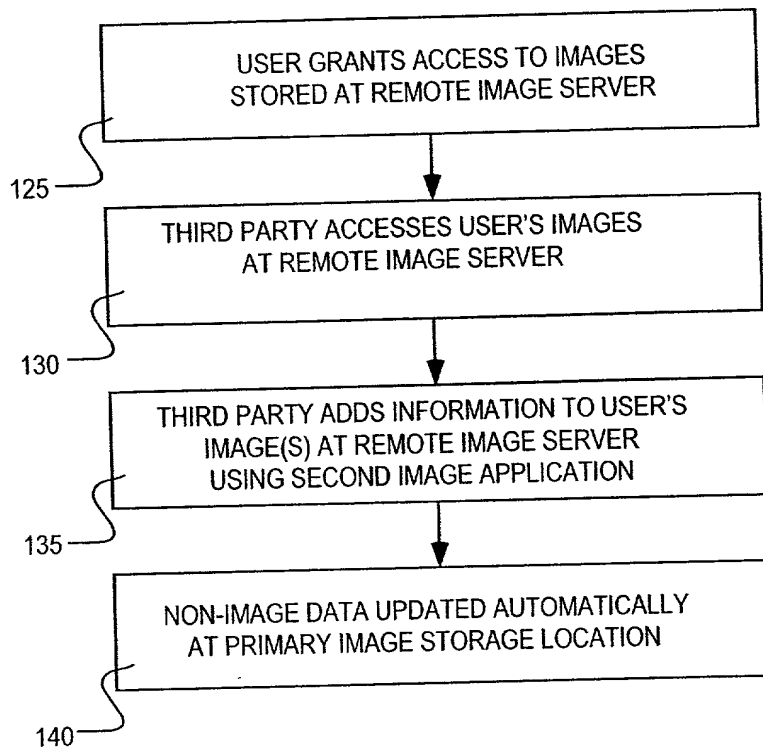 USER GRANTS ACCESS TO IMAGES
STORED AT REMOTE IMAGE SERVER
125
THIRD PARTY ACCESSES USER'S IMAGES
AT REMOTE IMAGE SERVER
130
THIRD PARTY ADDS INFORMATION TO USER'S
IMAGE(S) AT REMOTE IMAGE SERVER
USING SECOND IMAGE APPLICATION
135
NON-IMAGE DATA UPDATED AUTOMATICALLY
AT PRIMARY IMAGE STORAGE LOCATION
140